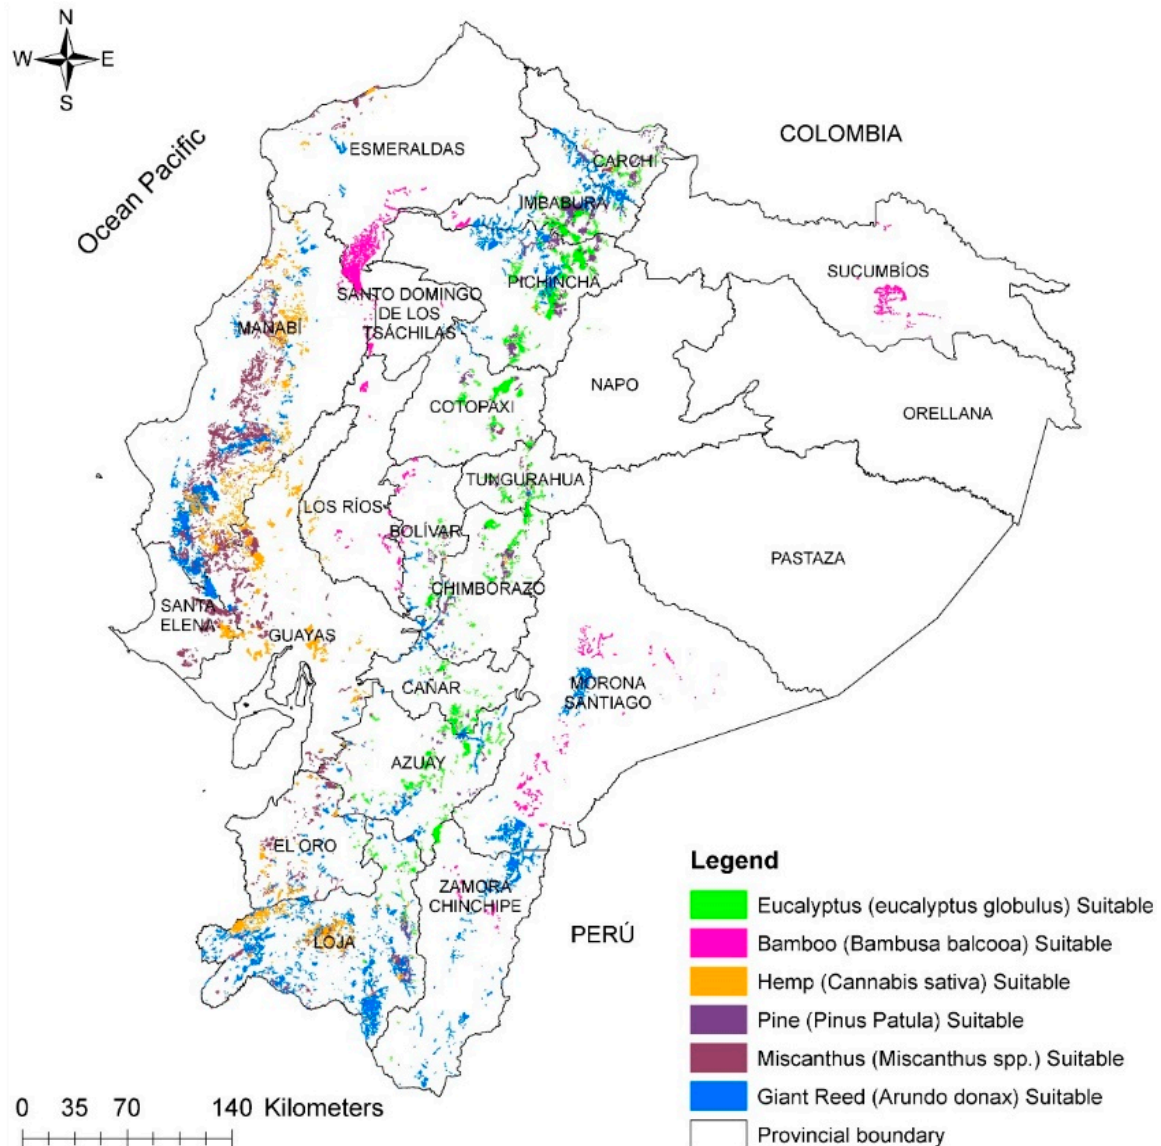 N
W E
S
Ocean Pacific
COLOMBIA
ESMERALDAS
CARCHI
IMBABURA
SUCUMBÍOS
PICHINCHA
SANTO DOMINGO
DE LOS
TSÁCHILAS
MANABÍ
NAPO
COTOPAXI
ORELLANA
TUNGURAHUA
LOS RÍOS
BOLÍVAR
PASTAZA
CHIMBORAZO
SANTA
ELENA
GUAYAS
CAÑAR
MORONA
SANTIAGO
AZUAY
EL ORO
ZAMORA
CHINCHIPE
LOJA
PERÚ
Legend
Eucalyptus (eucalyptus globulus) Suitable
Bamboo (Bambusa balcooa) Suitable
Hemp (Cannabis sativa) Suitable
Pine (Pinus Patula) Suitable
Miscanthus (Miscanthus spp.) Suitable
Giant Reed (Arundo donax) Suitable
Provincial boundary
0 35 70 140 Kilometers